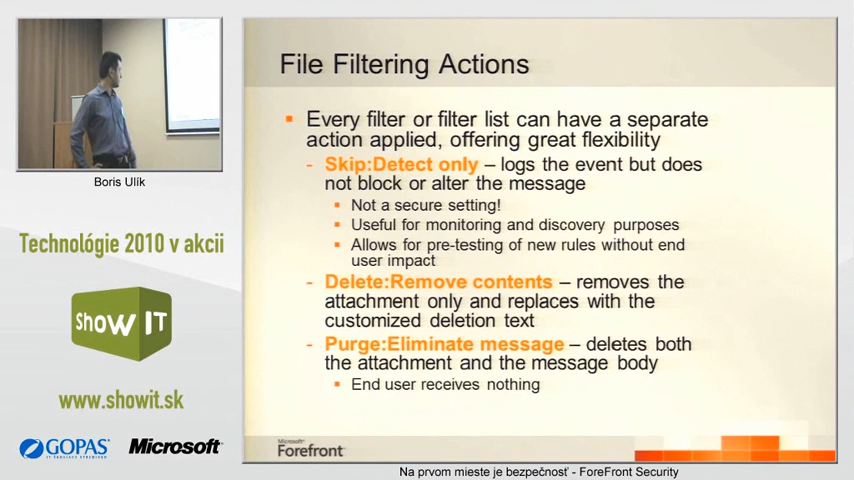 File Filtering Actions
Every filter or filter list can have a separate
action applied, offering great flexibility
- Skip:Detect only – logs the event but does
not block or alter the message
Not a secure setting!
Useful for monitoring and discovery purposes
Allows for pre-testing of new rules without end
user impact
- Delete:Remove contents – removes the
attachment only and replaces with the
customized deletion text
- Purge:Eliminate message – deletes both
the attachment and the message body
End user receives nothing
Microsoft
Forefront
Boris Ulík
Technológie 2010 v akcii
show IT
www.showit.sk
GOPAS
Microsoft
Na prvom mieste je bezpečnosť - ForeFront Security